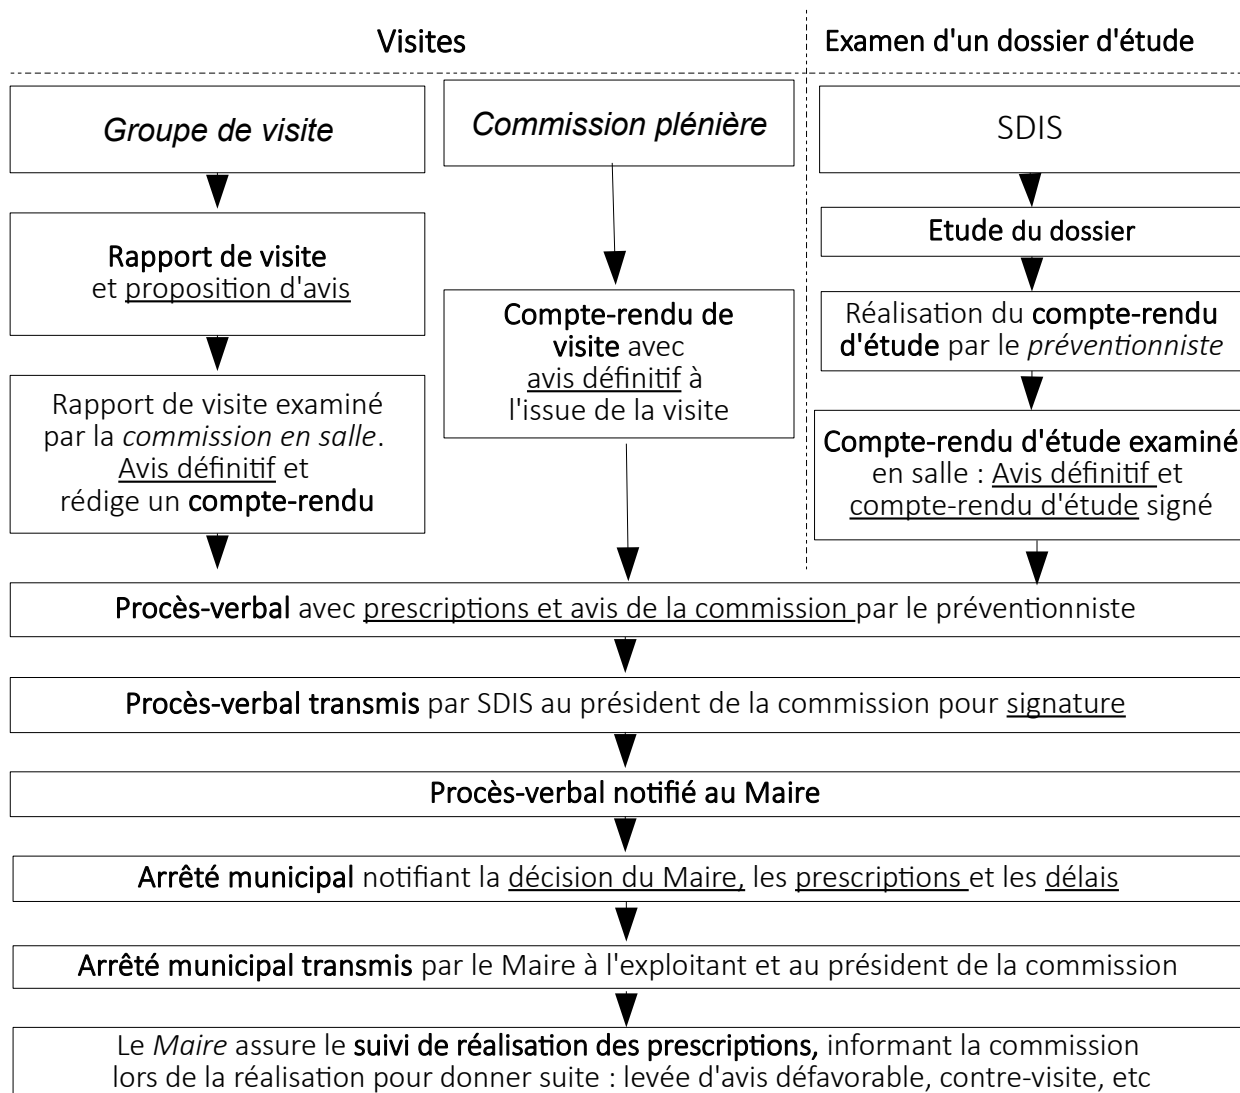 Visites
Examen d'un dossier d'étude
Groupe de visite
Rapport de visite
et proposition d'avis
Rapport de visite examiné
par la commission en salle.
Avis définitif et
rédige un compte-rendu
Commission plénière
Compte-rendu de
visite avec
avis définitif à
l'issue de la visite
SDIS
Etude du dossier
Réalisation du compte-rendu
d'étude par le préventionniste
Compte-rendu d'étude examiné
en salle : Avis définitif et
compte-rendu d'étude signé
Procès-verbal avec prescriptions et avis de la commission par le préventionniste
Procès-verbal transmis par SDIS au président de la commission pour signature
Procès-verbal notifié au Maire
Arrêté municipal notifiant la décision du Maire, les prescriptions et les délais
Arrêté municipal transmis par le Maire à l'exploitant et au président de la commission
Le Maire assure le suivi de réalisation des prescriptions, informant la commission
lors de la réalisation pour donner suite : levée d'avis défavorable, contre-visite, etc